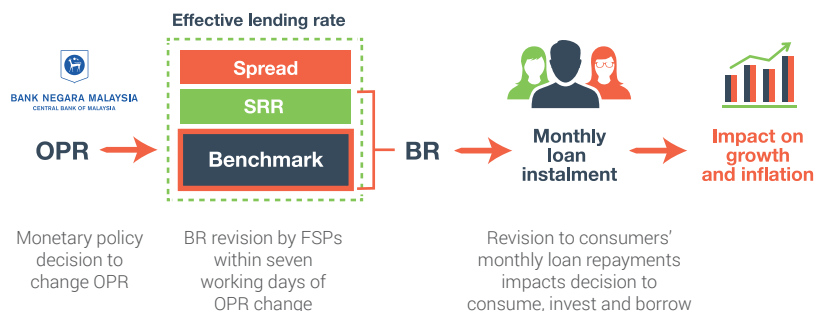 Effective lending rate
BANK NEGARA MALAYSIA
CENTRAL BANK OF MALAYSIA
OPR
Spread
SRR
Benchmark
BR
Monthly
loan
instalment
Impact on
growth
and inflation
Monetary policy
decision to
change OPR
BR revision by FSPs
within seven
working days of
OPR change
Revision to consumers’
monthly loan repayments
impacts decision to
consume, invest and borrow